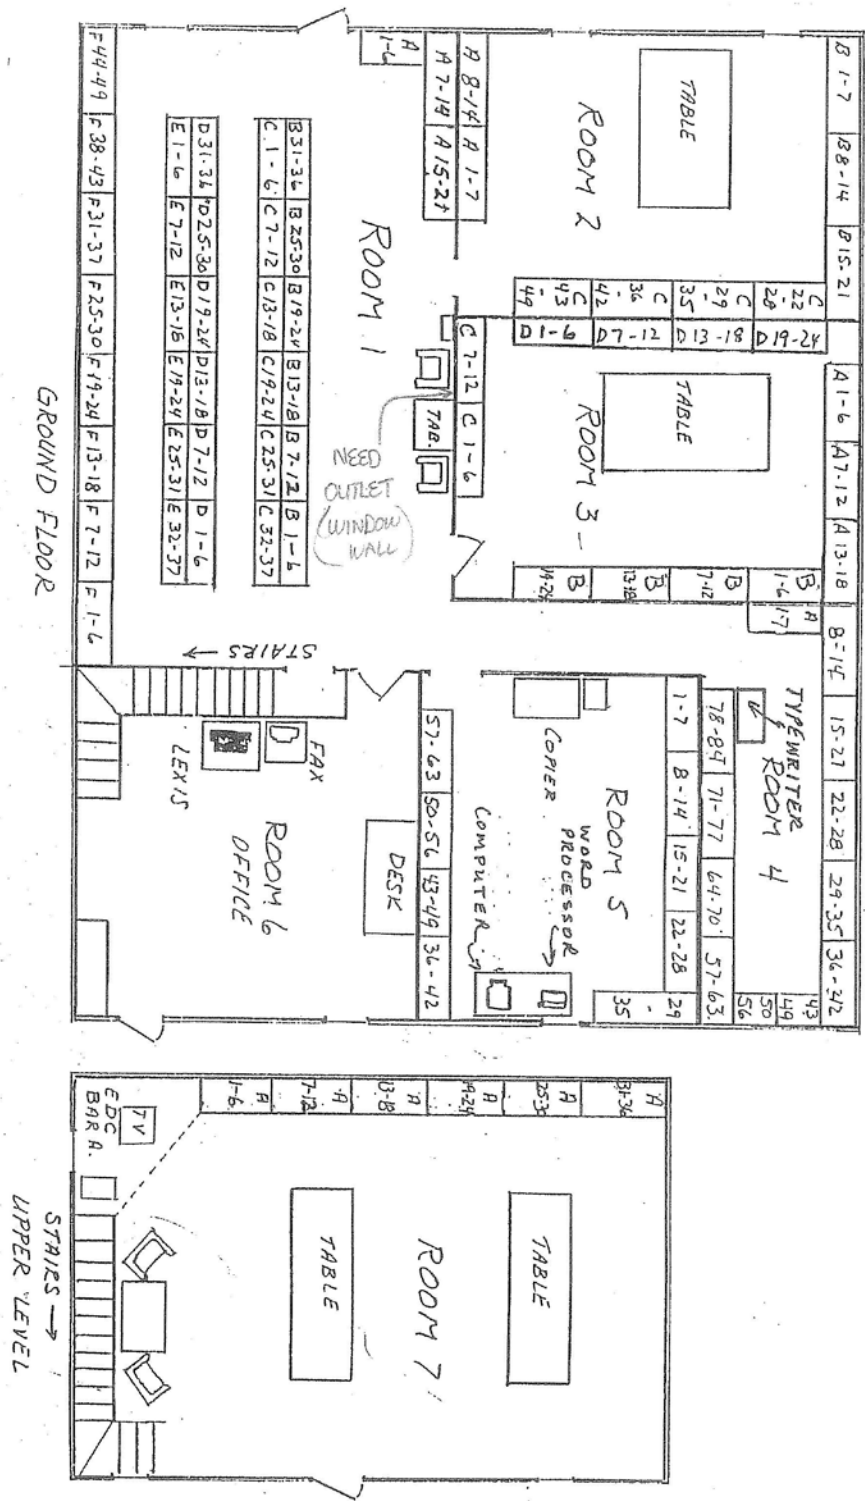 B 1-7
B 8-14
B 15-21
TABLE
ROOM 2
A 8-14
A 1-7
A 7-14
A 15-21
A
1-6
C
22
-
28
C
29
-
35
C
36
-
42
C
43
-
49
D 1-6
D 7-12
D 13-18
D 19-24
A 1-6
A 7-12
A 13-18
TABLE
ROOM 3
C 7-12
C 1-6
B
1-6
B
7-12
B
13-18
B
19-24
ROOM 1
TAB.
NEED
OUTLET
(WINDOW
WALL)
B 31-36
B 25-30
B 19-24
B 13-18
B 7-12
B 1-6
C 1-6
C 7-12
C 13-18
C 19-24
C 25-31
C 32-37
D 31-36
D 25-30
D 19-24
D 13-18
D 7-12
D 1-6
E 1-6
E 7-12
E 13-18
E 19-24
E 25-31
E 32-37
F 44-49
F 38-43
F 31-37
F 25-30
F 19-24
F 13-18
F 7-12
F 1-6
GROUND FLOOR
STAIRS
A
1-7
8-14
15-21
22-28
29-35
36-42
43
49
50
56
TYPEWRITER
ROOM 4
78-84
71-77
64-70
57-63
1-7
8-14
15-21
22-28
29
-
35
ROOM 5
WORD
PROCESSOR
COPIER
COMPUTER
57-63
50-56
43-49
36-42
DESK
ROOM 6
OFFICE
FAX
LEXIS
A
31-36
A
25-30
A
19-24
A
13-18
A
7-12
A
1-6
TABLE
TABLE
ROOM 7
TV
EDC
BAR A.
STAIRS
UPPER LEVEL